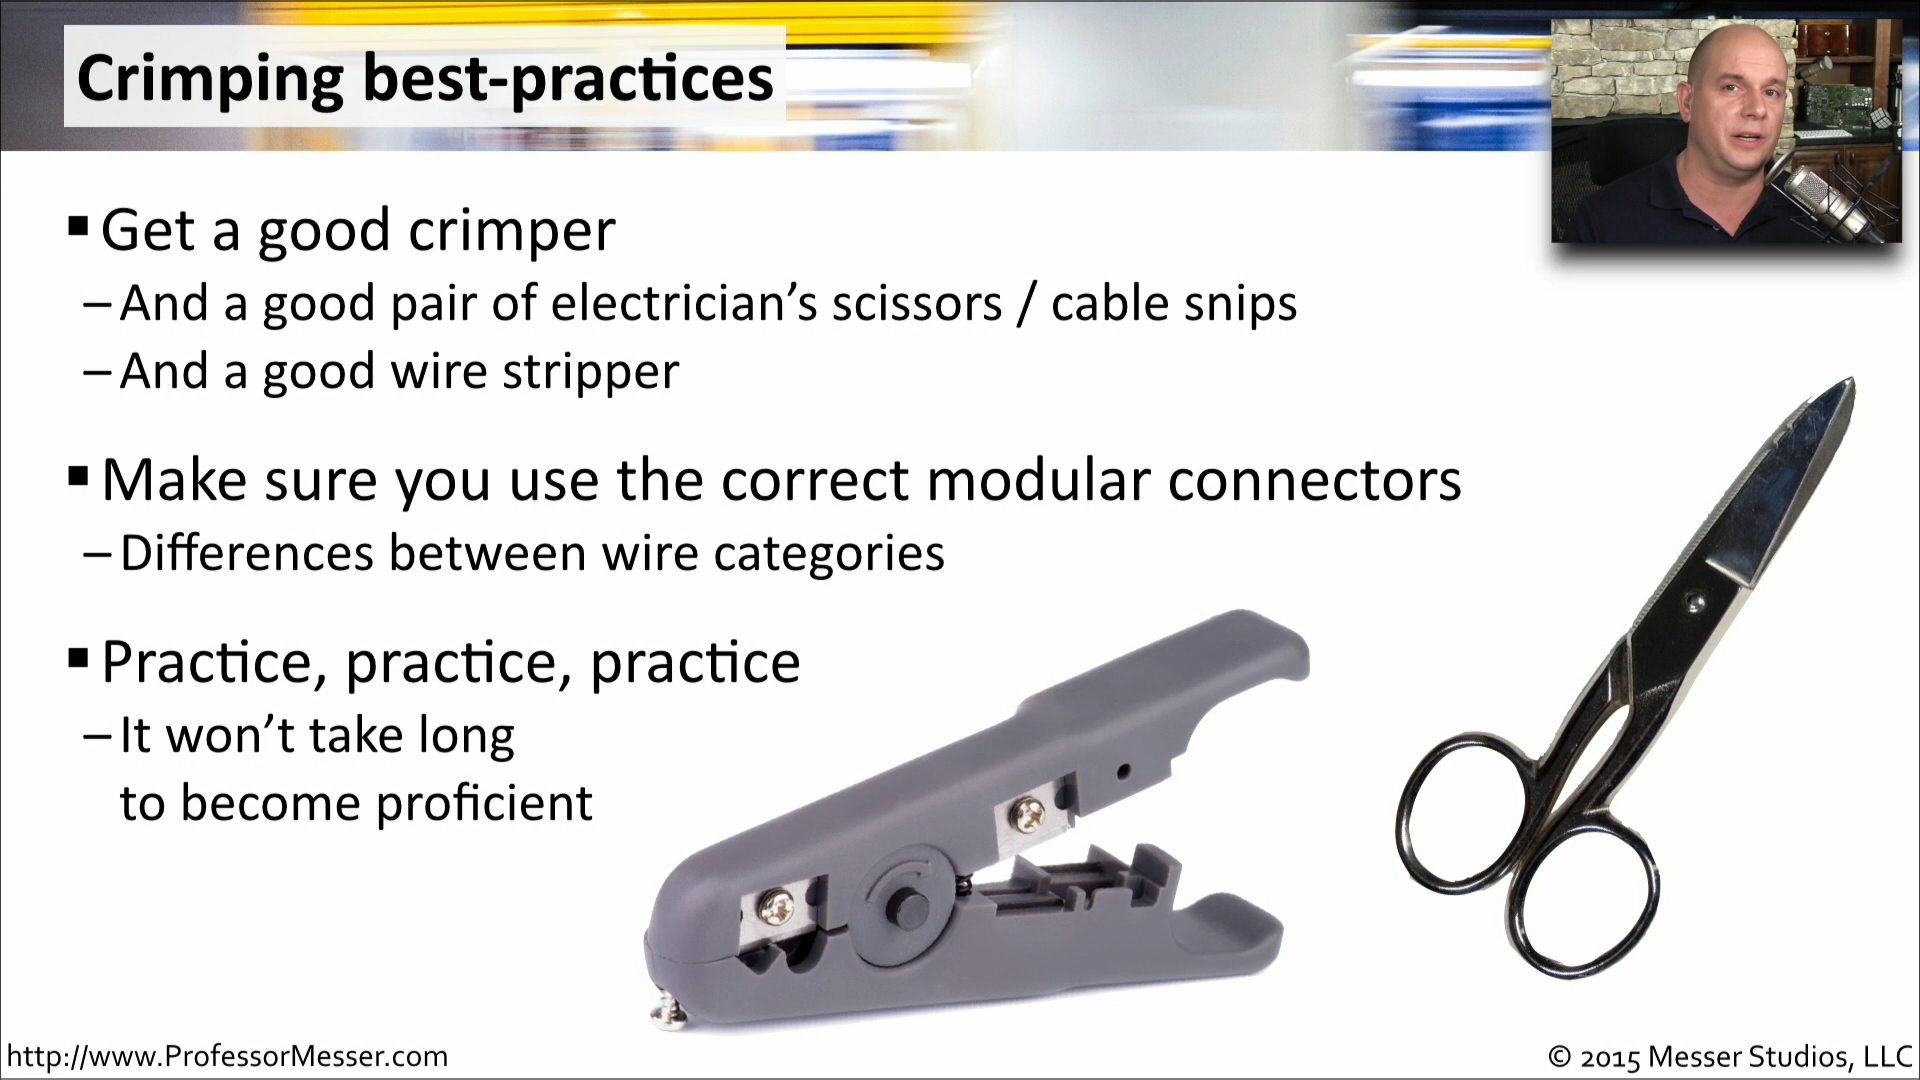 Crimping best-practices
▪ Get a good crimper
– And a good pair of electrician’s scissors / cable snips
– And a good wire stripper
▪ Make sure you use the correct modular connectors
– Differences between wire categories
▪ Practice, practice, practice
– It won’t take long
to become proficient
http://www.ProfessorMesser.com
© 2015 Messer Studios, LLC